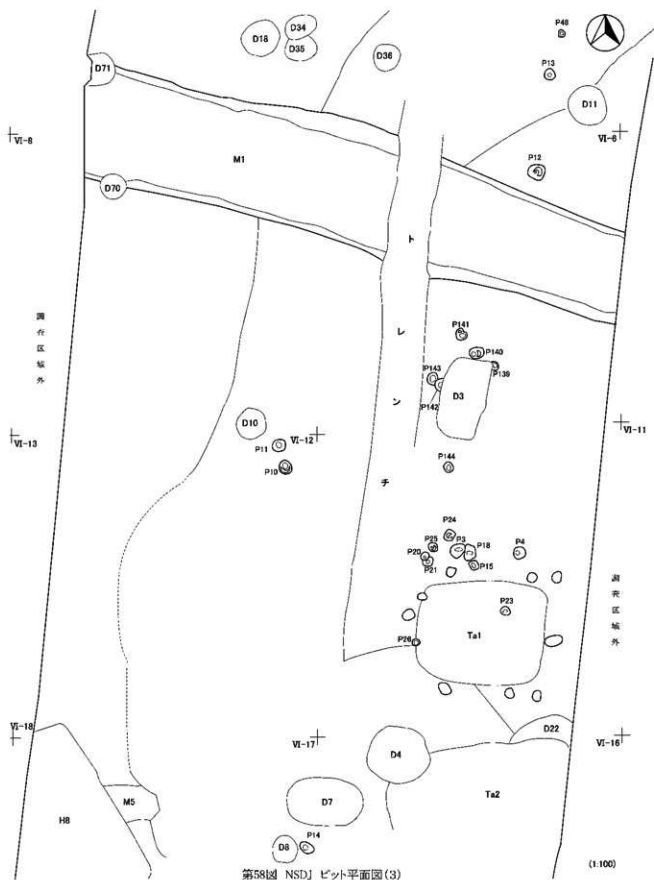 P48
D34
D18
D35
D36
P13
D71
D11
VI-8
VI-6
M1
P12
D70
トレンチ
調査区域外
P141
P140
P143
P139
P142
D3
D10
VI-13
P11
VI-12
VI-11
P10
P144
P24
P25
P3
P18
P4
P20
P21
P15
調査区域外
P23
P26
Ta1
VI-18
VI-17
D22
VI-16
D4
M5
H8
D7
Ta2
D8
P14
第58図 NSDJ ピット平面図(3)
(1:100)